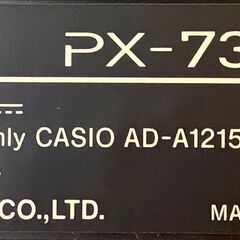 PX-73
nly CASIO AD-A1215
CO.,LTD.
MA